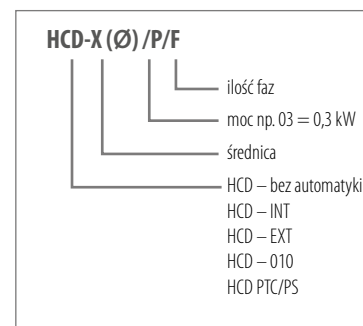 HCD-X (Ø) /P/F
ilość faz
moc np. 03 = 0,3 kW
średnica
HCD – bez automatyki
HCD – INT
HCD – EXT
HCD – 010
HCD PTC/PS